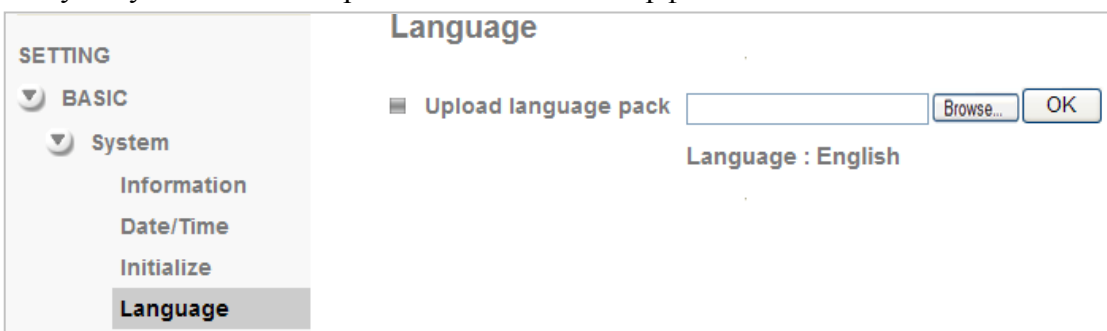 Language
SETTING
BASIC
Upload language pack
Browse...
OK
System
Language : English
Information
Date/Time
Initialize
Language